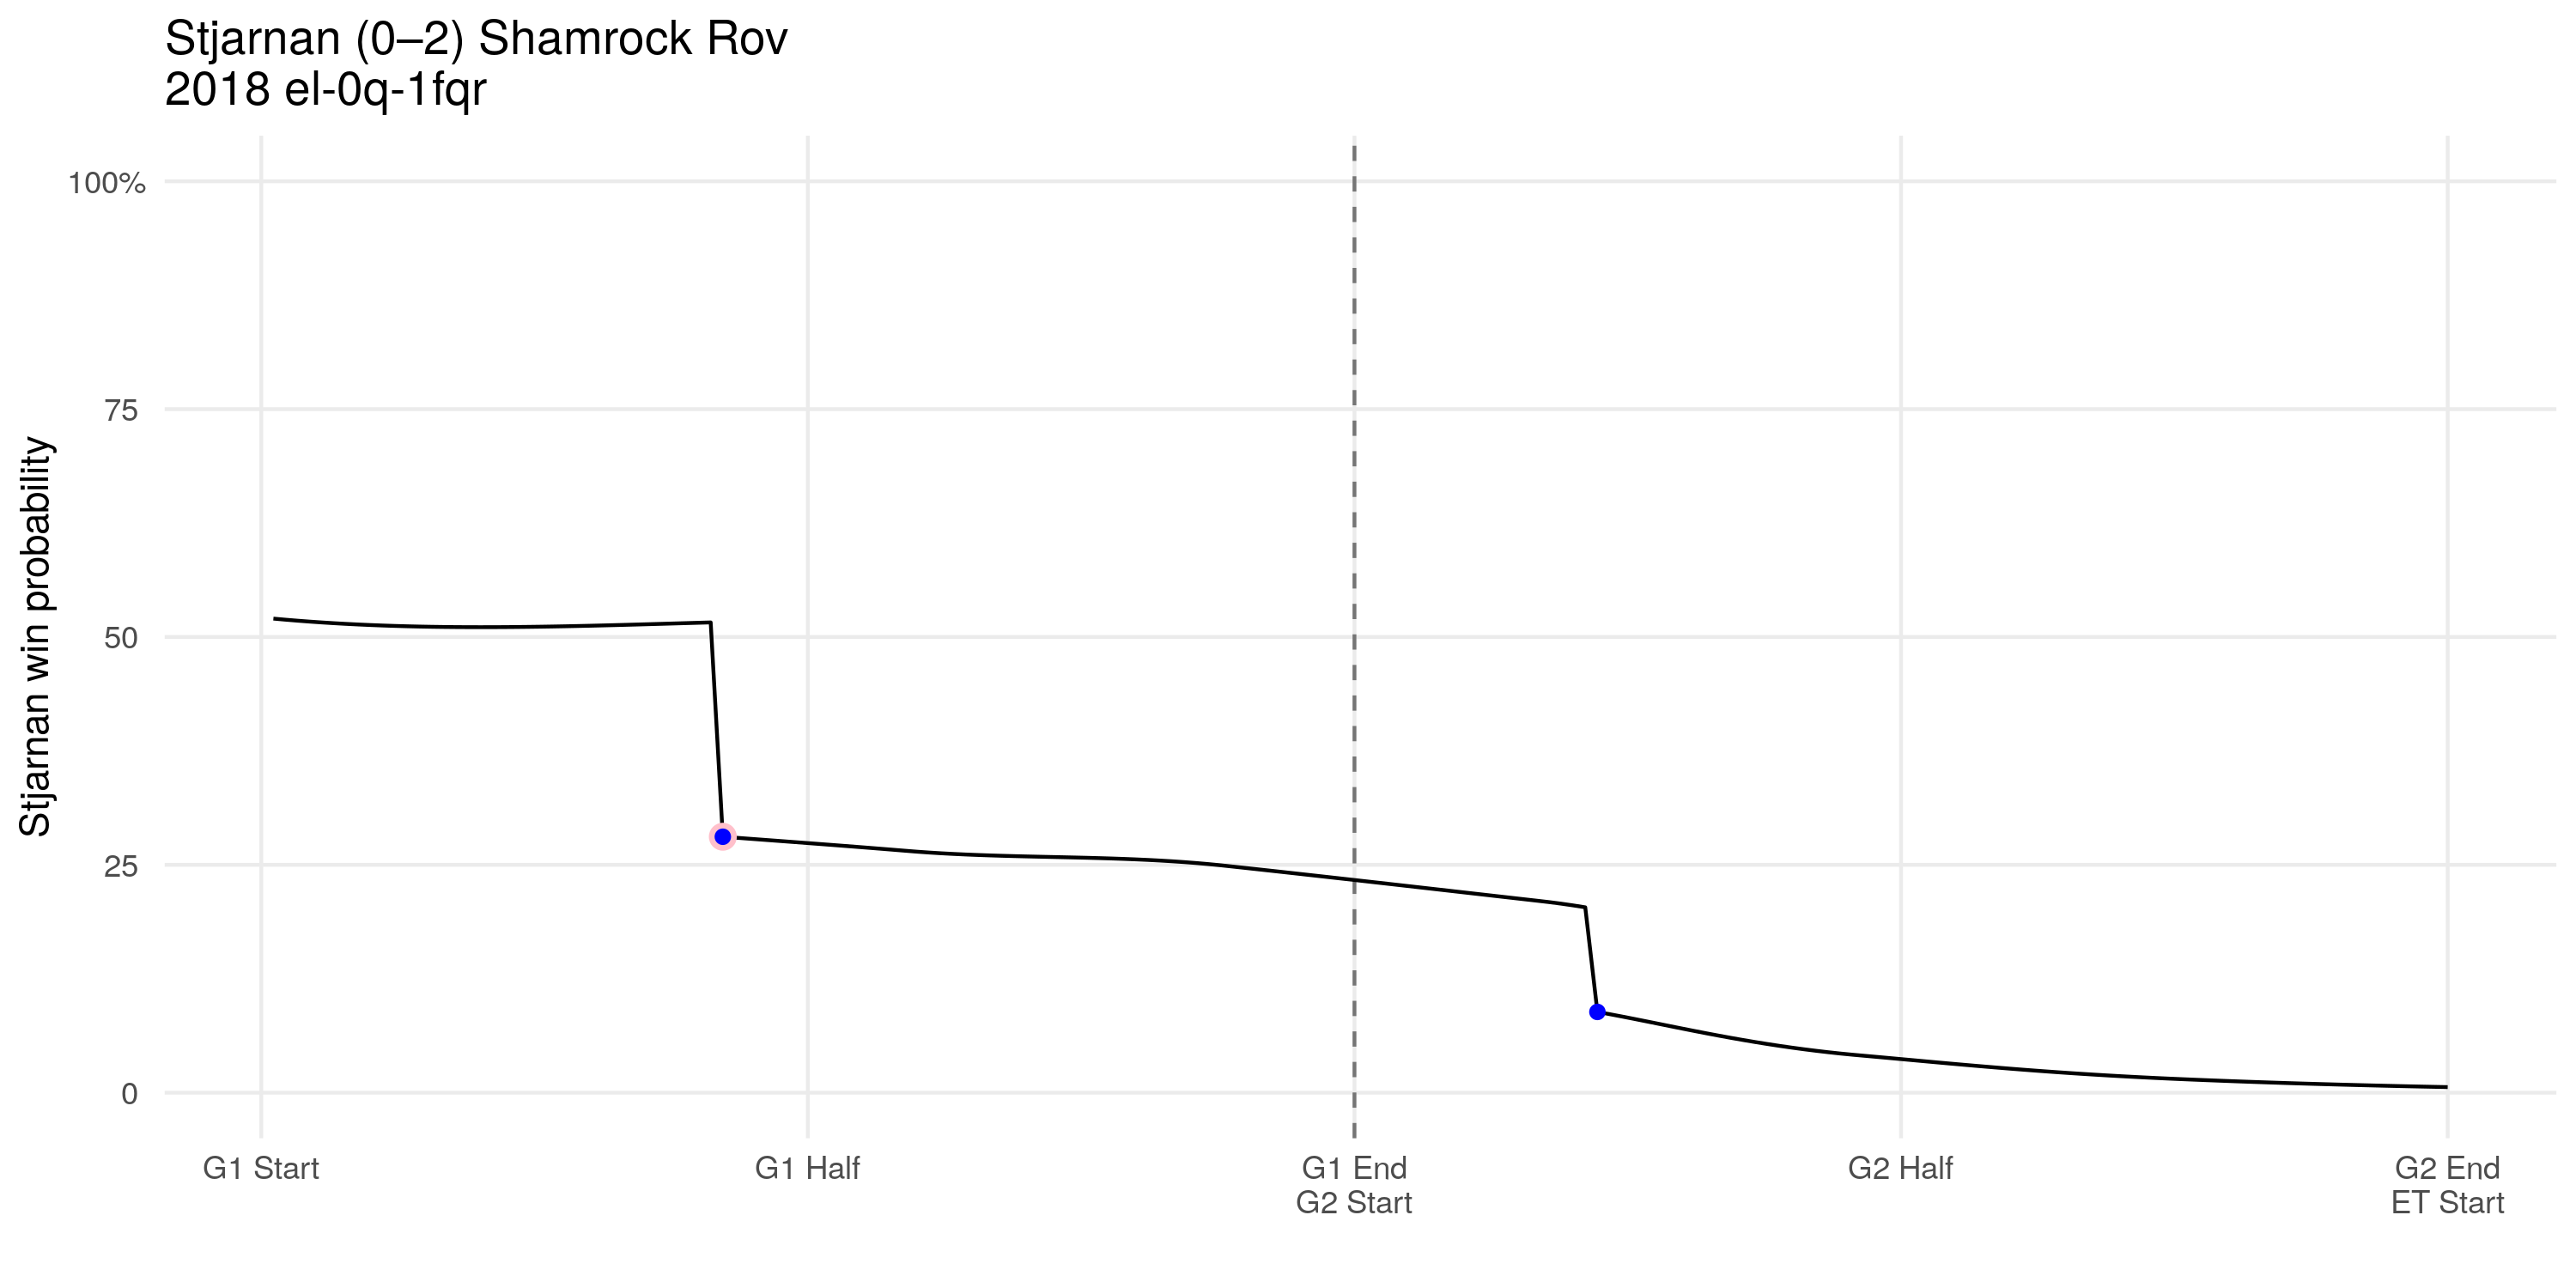 Stjarnan (0–2) Shamrock Rov
2018 el-0q-1fqr
Stjarnan win probability
100%
75
50
25
0
G1 Start
G1 Half
G1 End
G2 Start
G2 Half
G2 End
ET Start